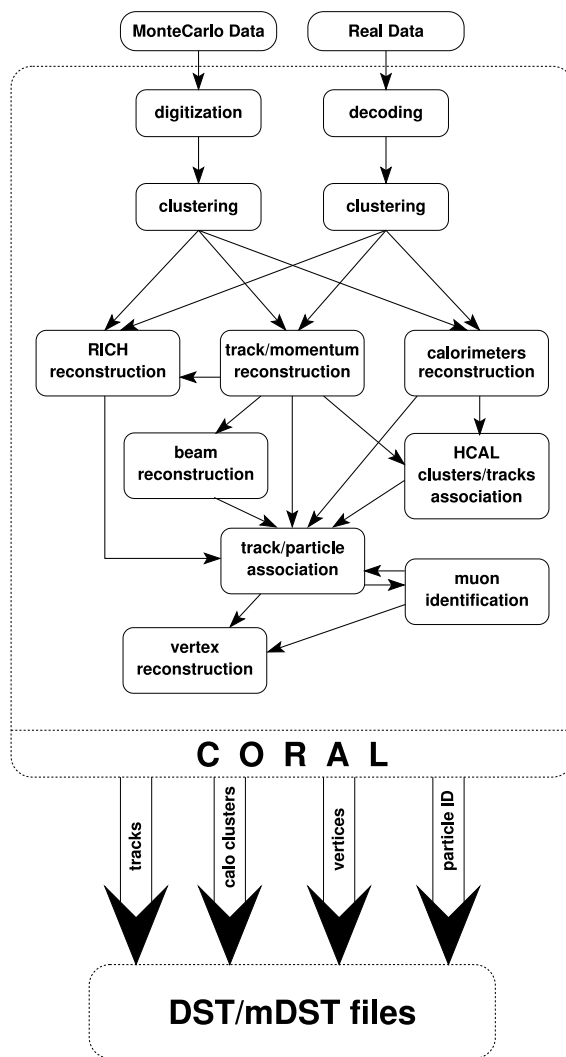 MonteCarlo Data
Real Data
digitization
decoding
clustering
clustering
RICH
reconstruction
track/momentum
reconstruction
calorimeters
reconstruction
beam
reconstruction
HCAL
clusters/tracks
association
track/particle
association
muon
identification
vertex
reconstruction
C O R A L
tracks
calo clusters
vertices
particle ID
DST/mDST files